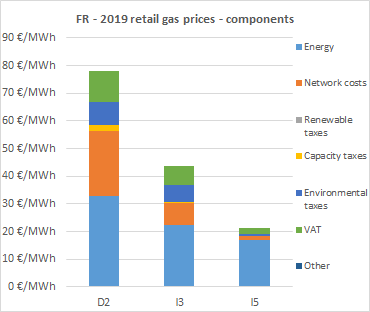 FR - 2019 retail gas prices - components
90 €/MWh
80 €/MWh
70 €/MWh
60 €/MWh
50 €/MWh
40 €/MWh
30 €/MWh
20 €/MWh
10 €/MWh
0 €/MWh
D2
I3
I5
Energy
Network costs
Renewable
taxes
Capacity taxes
Environmental
taxes
VAT
Other